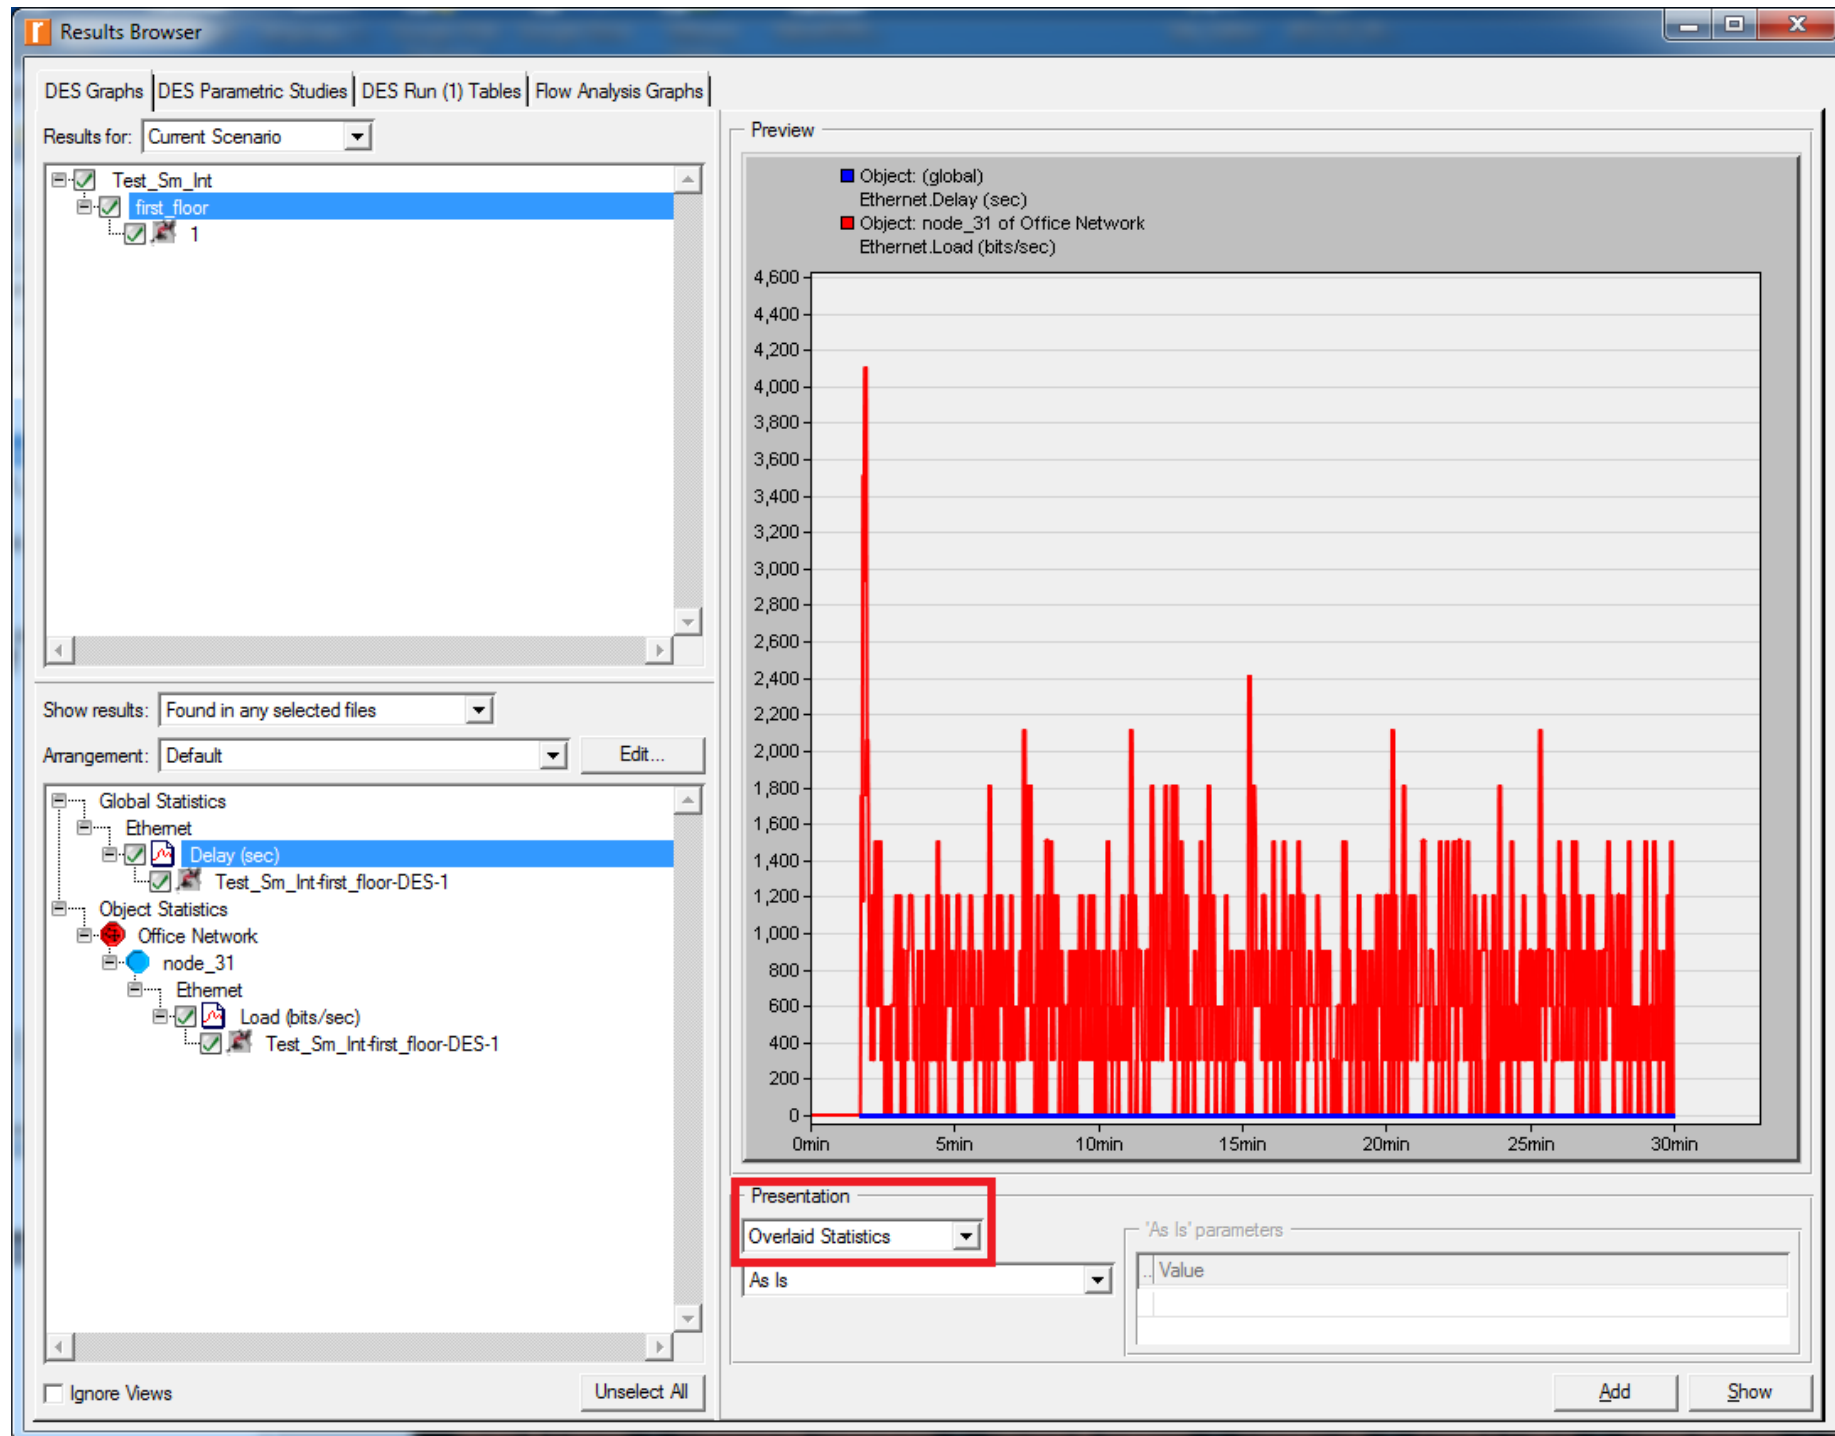 Results Browser
DES Graphs DES Parametric Studies DES Run (1) Tables Flow Analysis Graphs
Results for: Current Scenario
Test_Sm_Int
first_floor
1
Show results: Found in any selected files
Arrangement: Default Edit...
Global Statistics
Ethernet
Delay (sec)
Test_Sm_Int-first_floor-DES-1
Object Statistics
Office Network
node_31
Ethernet
Load (bits/sec)
Test_Sm_Int-first_floor-DES-1
Ignore Views Unselect All
Preview
Object: (global)
Ethernet.Delay (sec)
Object: node_31 of Office Network
Ethernet.Load (bits/sec)
4,600
4,400
4,200
4,000
3,800
3,600
3,400
3,200
3,000
2,800
2,600
2,400
2,200
2,000
1,800
1,600
1,400
1,200
1,000
800
600
400
200
0
0min 5min 10min 15min 20min 25min 30min
Presentation
Overlaid Statistics
As Is
'As Is' parameters
.. Value
Add Show